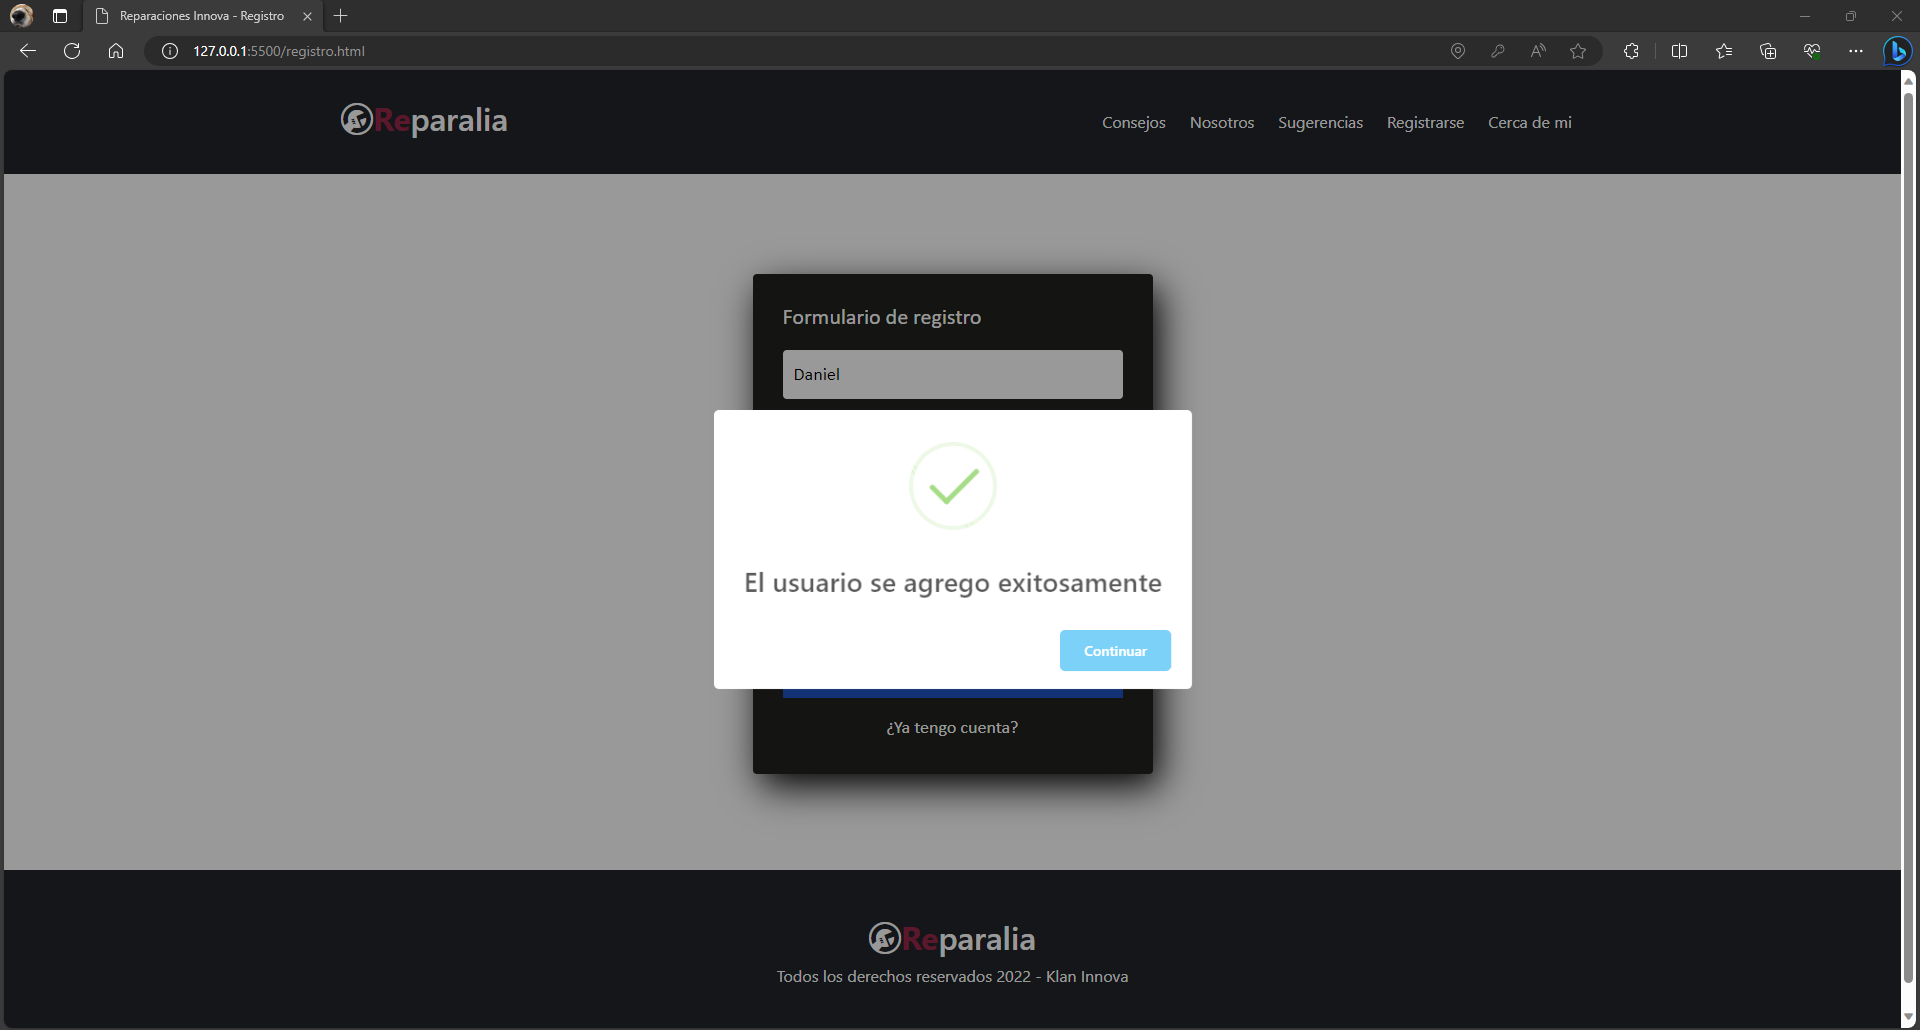 Reparaciones Innova - Registro
127.0.0.1:5500/registro.html
Reparalia
Consejos Nosotros Sugerencias Registrarse Cerca de mi
Formulario de registro
Daniel
El usuario se agrego exitosamente
Continuar
¿Ya tengo cuenta?
Reparalia
Todos los derechos reservados 2022 - Klan Innova